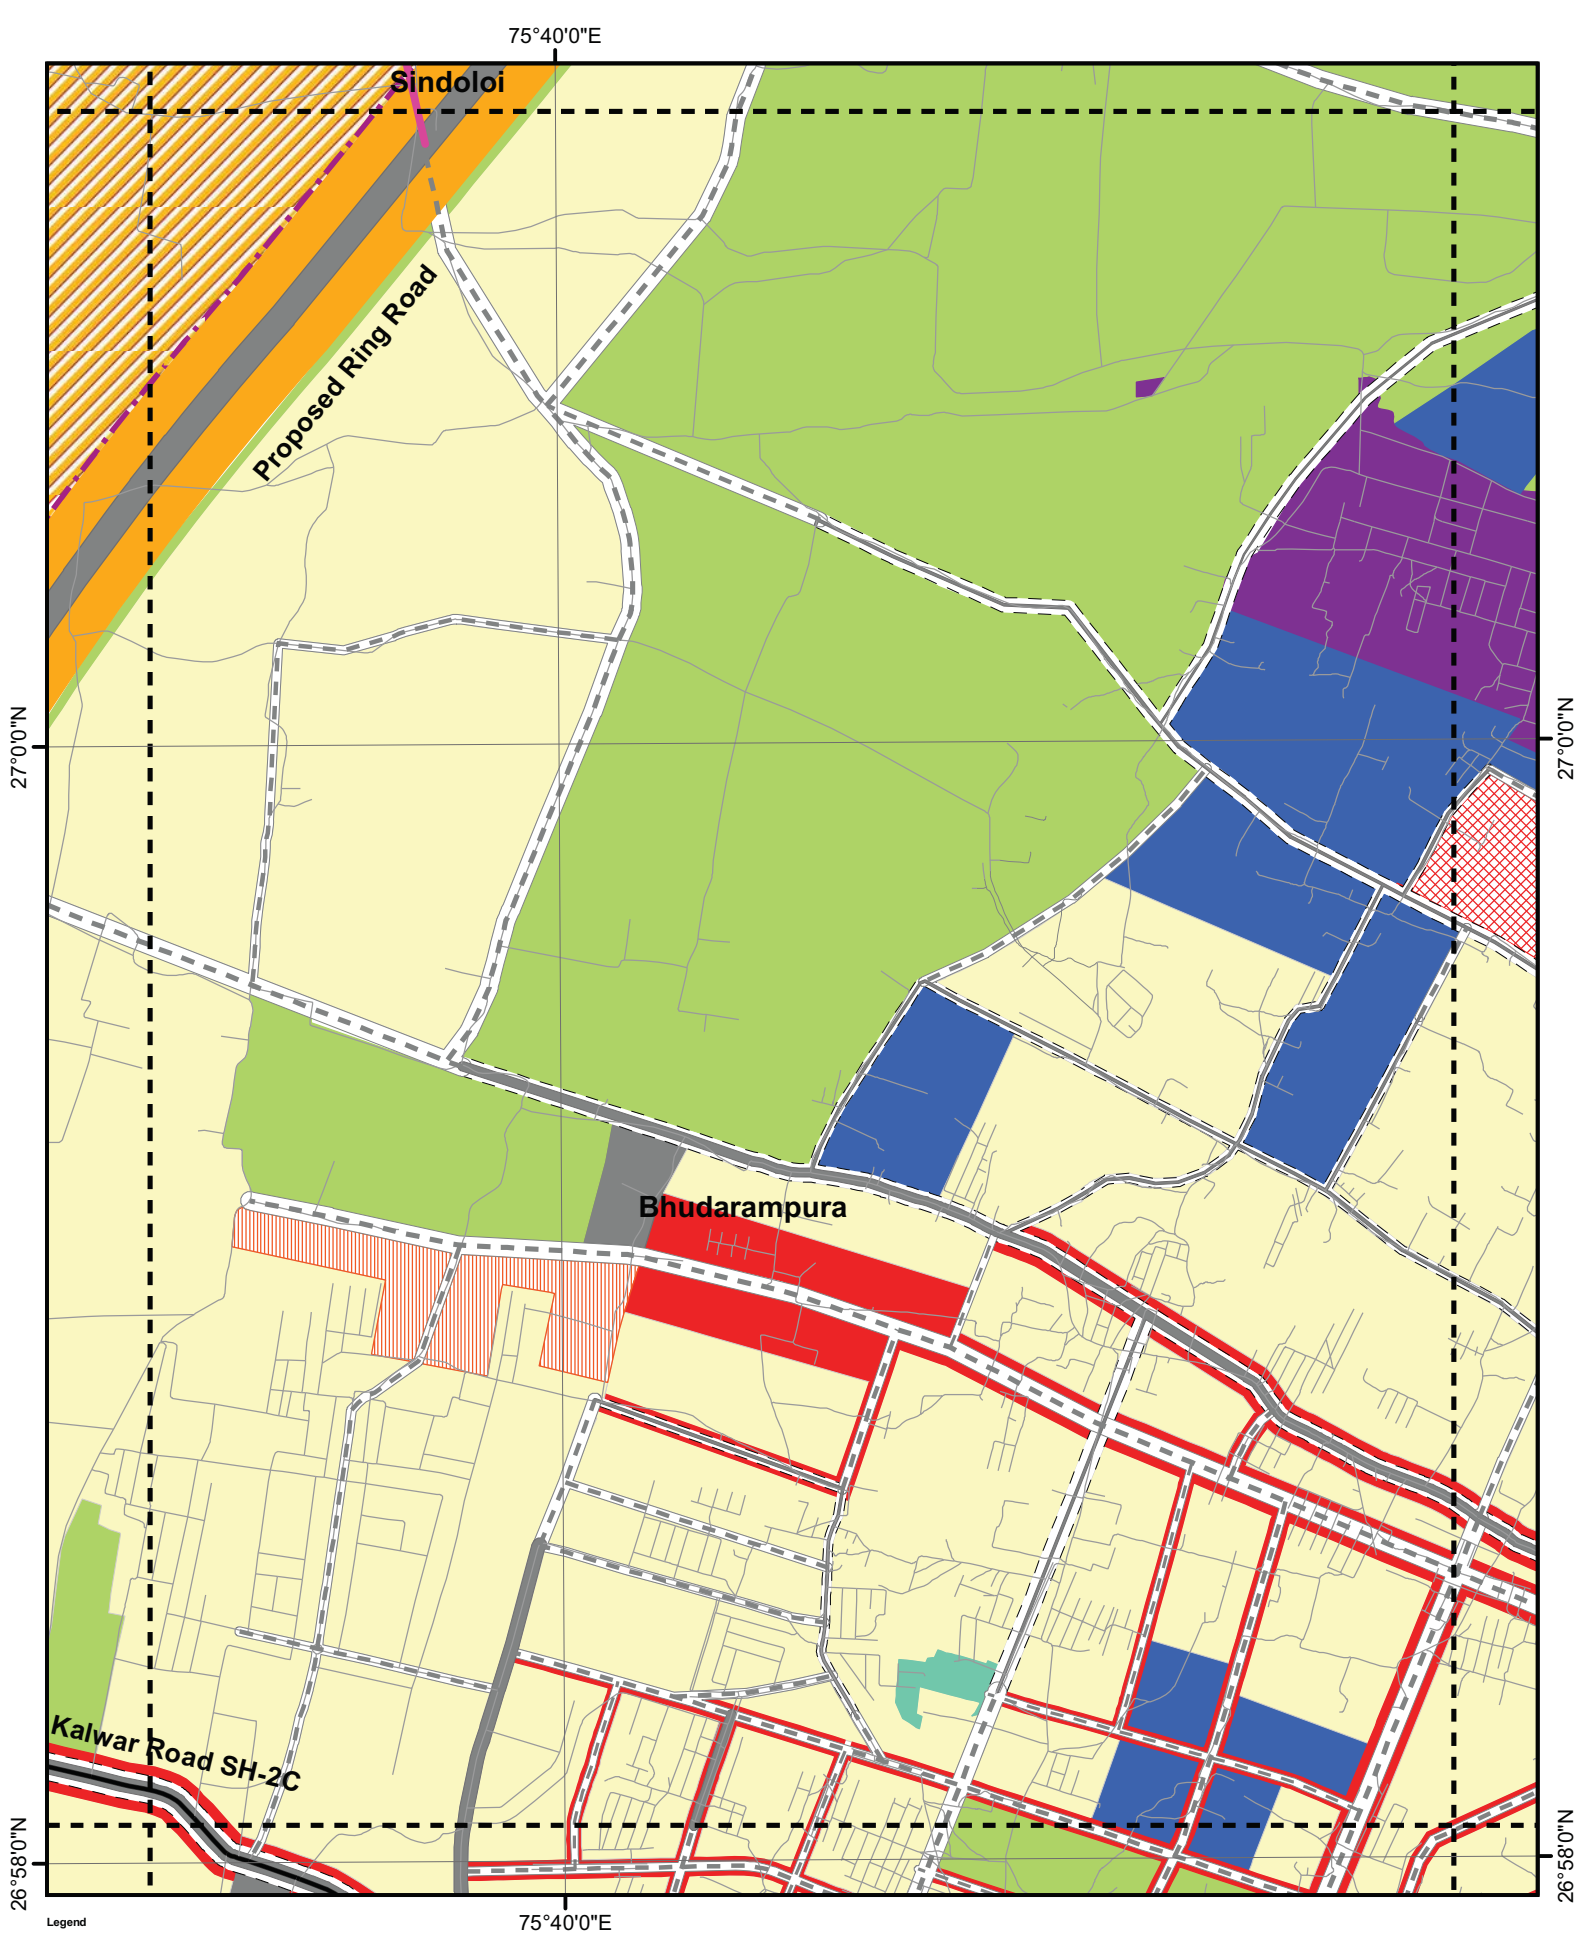 75°40'0"E
Sindoloi
Proposed Ring Road
27°0'0"N
27°0'0"N
Bhudarampura
Kalwar Road SH-2C
26°58'0"N
26°58'0"N
Legend
75°40'0"E